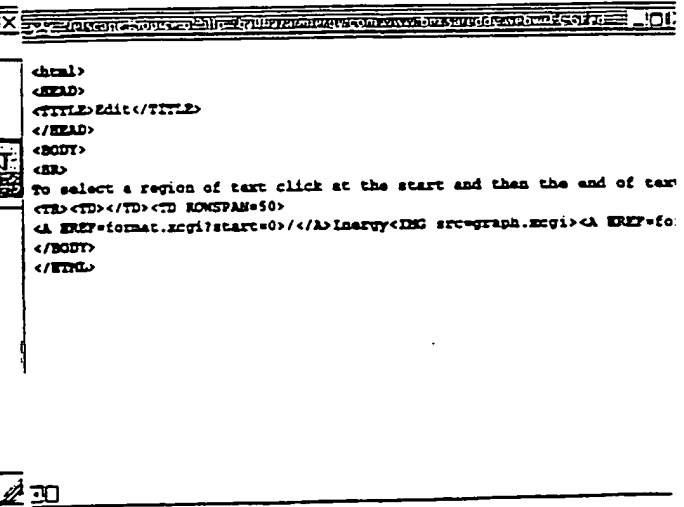 <html>
<HEAD>
<TITLE>Edit</TITLE>
</HEAD>
<BODY>
<BR>
To select a region of text click at the start and then the end of tex
<TR><TD></TD><TD ROWSPAN=50>
<A HREF=format.xcgi?start=0>/</A>Inergy<IMG src=graph.xcgi><A HREF=fo
</BODY>
</HTML>